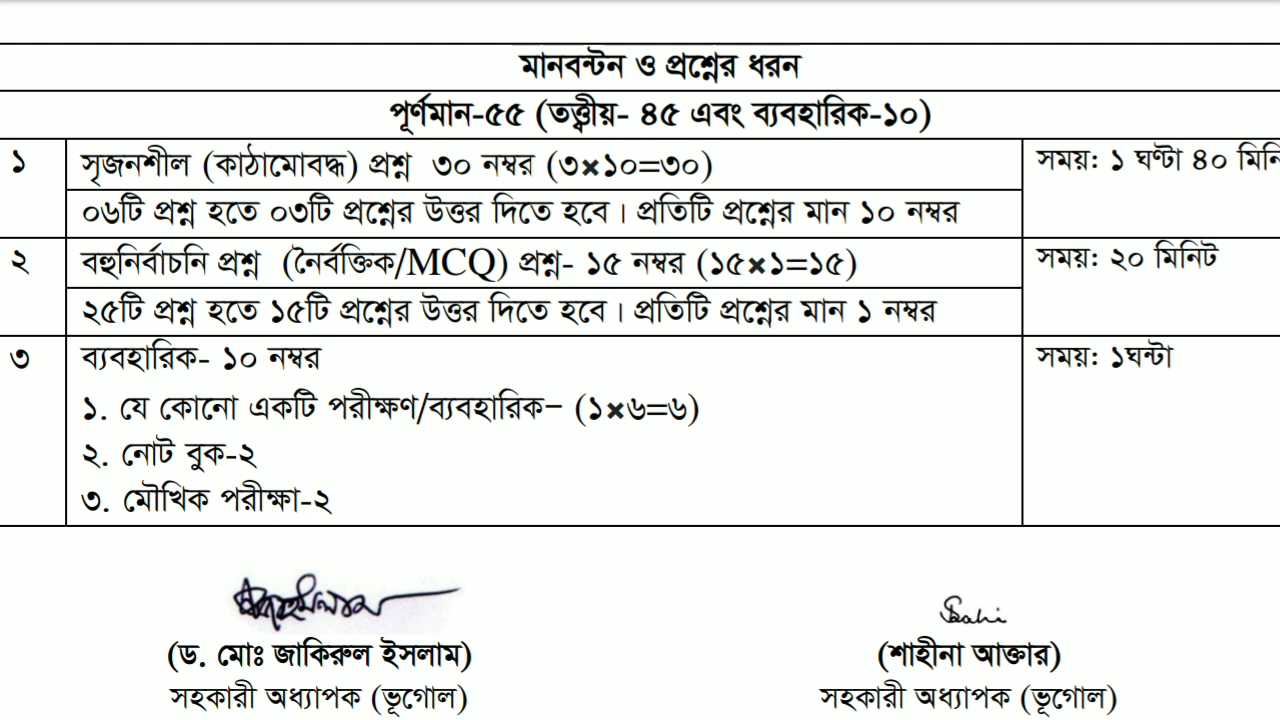 মানবন্টন ও প্রশ্নের ধরন
পূর্ণমান-৫৫ (তত্ত্বীয়- ৪৫ এবং ব্যবহারিক-১০)
১ সৃজনশীল (কাঠামোবদ্ধ) প্রশ্ন ৩০ নম্বর (৩×১০=৩০) সময়: ১ ঘণ্টা ৪০ মিনি
০৬টি প্রশ্ন হতে ০৩টি প্রশ্নের উত্তর দিতে হবে। প্রতিটি প্রশ্নের মান ১০ নম্বর
২ বহুনির্বাচনি প্রশ্ন (নৈর্বক্তিক/MCQ) প্রশ্ন- ১৫ নম্বর (১৫×১=১৫) সময়: ২০ মিনিট
২৫টি প্রশ্ন হতে ১৫টি প্রশ্নের উত্তর দিতে হবে। প্রতিটি প্রশ্নের মান ১ নম্বর
৩ ব্যবহারিক- ১০ নম্বর সময়: ১ঘন্টা
১. যে কোনো একটি পরীক্ষণ/ব্যবহারিক– (১×৬=৬)
২. নোট বুক-২
৩. মৌখিক পরীক্ষা-২
(ড. মোঃ জাকিরুল ইসলাম) (শাহীনা আক্তার)
সহকারী অধ্যাপক (ভূগোল) সহকারী অধ্যাপক (ভূগোল)